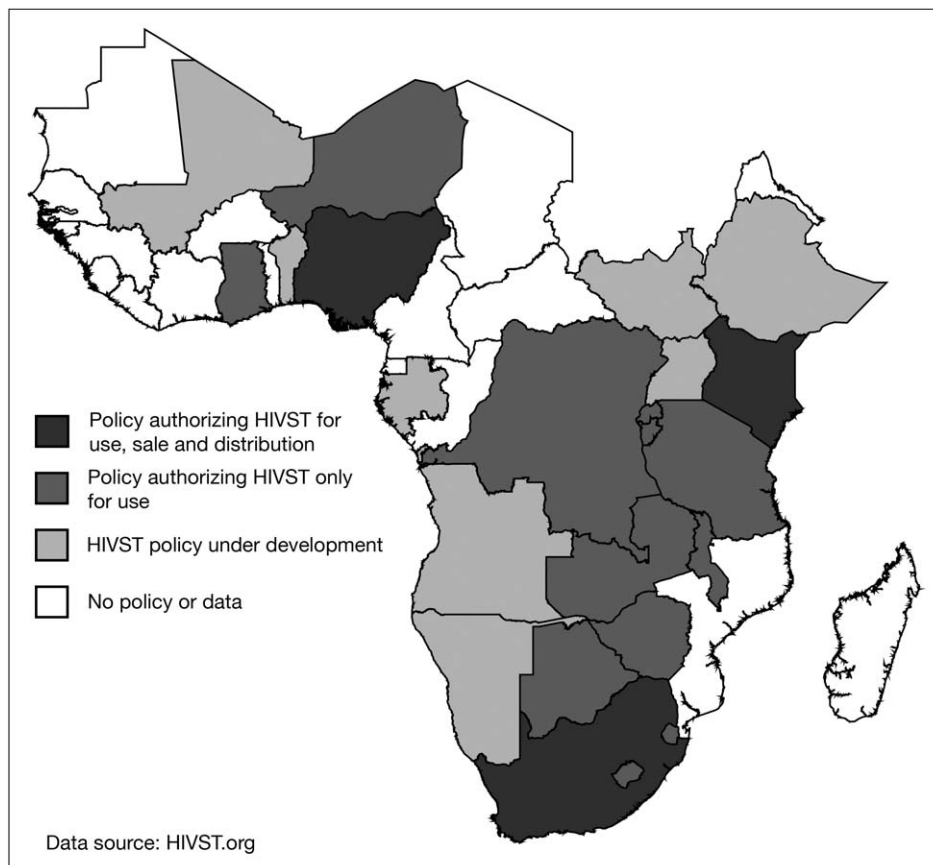 Policy authorizing HIVST for
use, sale and distribution
Policy authorizing HIVST only
for use
HIVST policy under development
No policy or data
Data source: HIVST.org